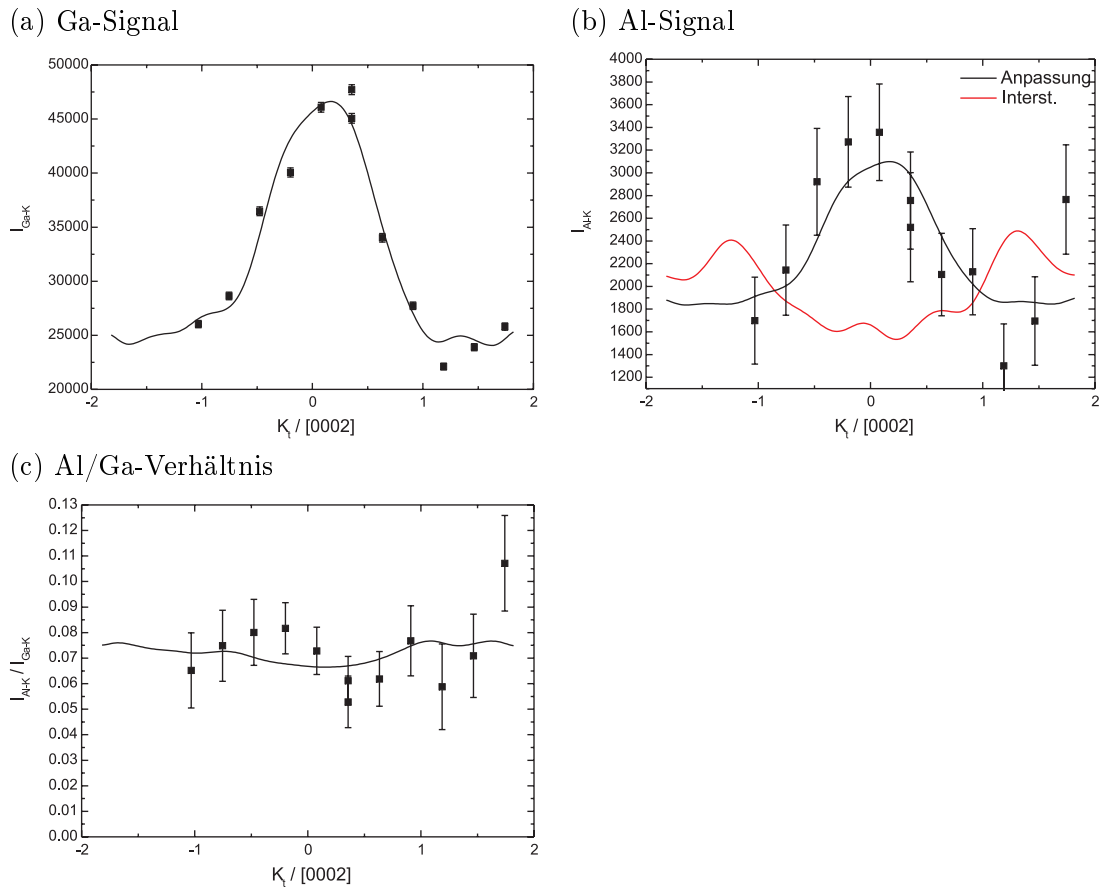 (a) Ga-Signal
50000
45000
40000
35000
30000
25000
20000
I_Ga-K
-2 -1 0 1 2
K_t / [0002]
(b) Al-Signal
4000
3800
3600
3400
3200
3000
2800
2600
2400
2200
2000
1800
1600
1400
1200
I_Al-K
Anpassung
Interst.
-2 -1 0 1 2
K_t / [0002]
(c) Al/Ga-Verhältnis
0.13
0.12
0.11
0.10
0.09
0.08
0.07
0.06
0.05
0.04
0.03
0.02
0.01
0.00
I_Al-K / I_Ga-K
-2 -1 0 1 2
K_t / [0002]